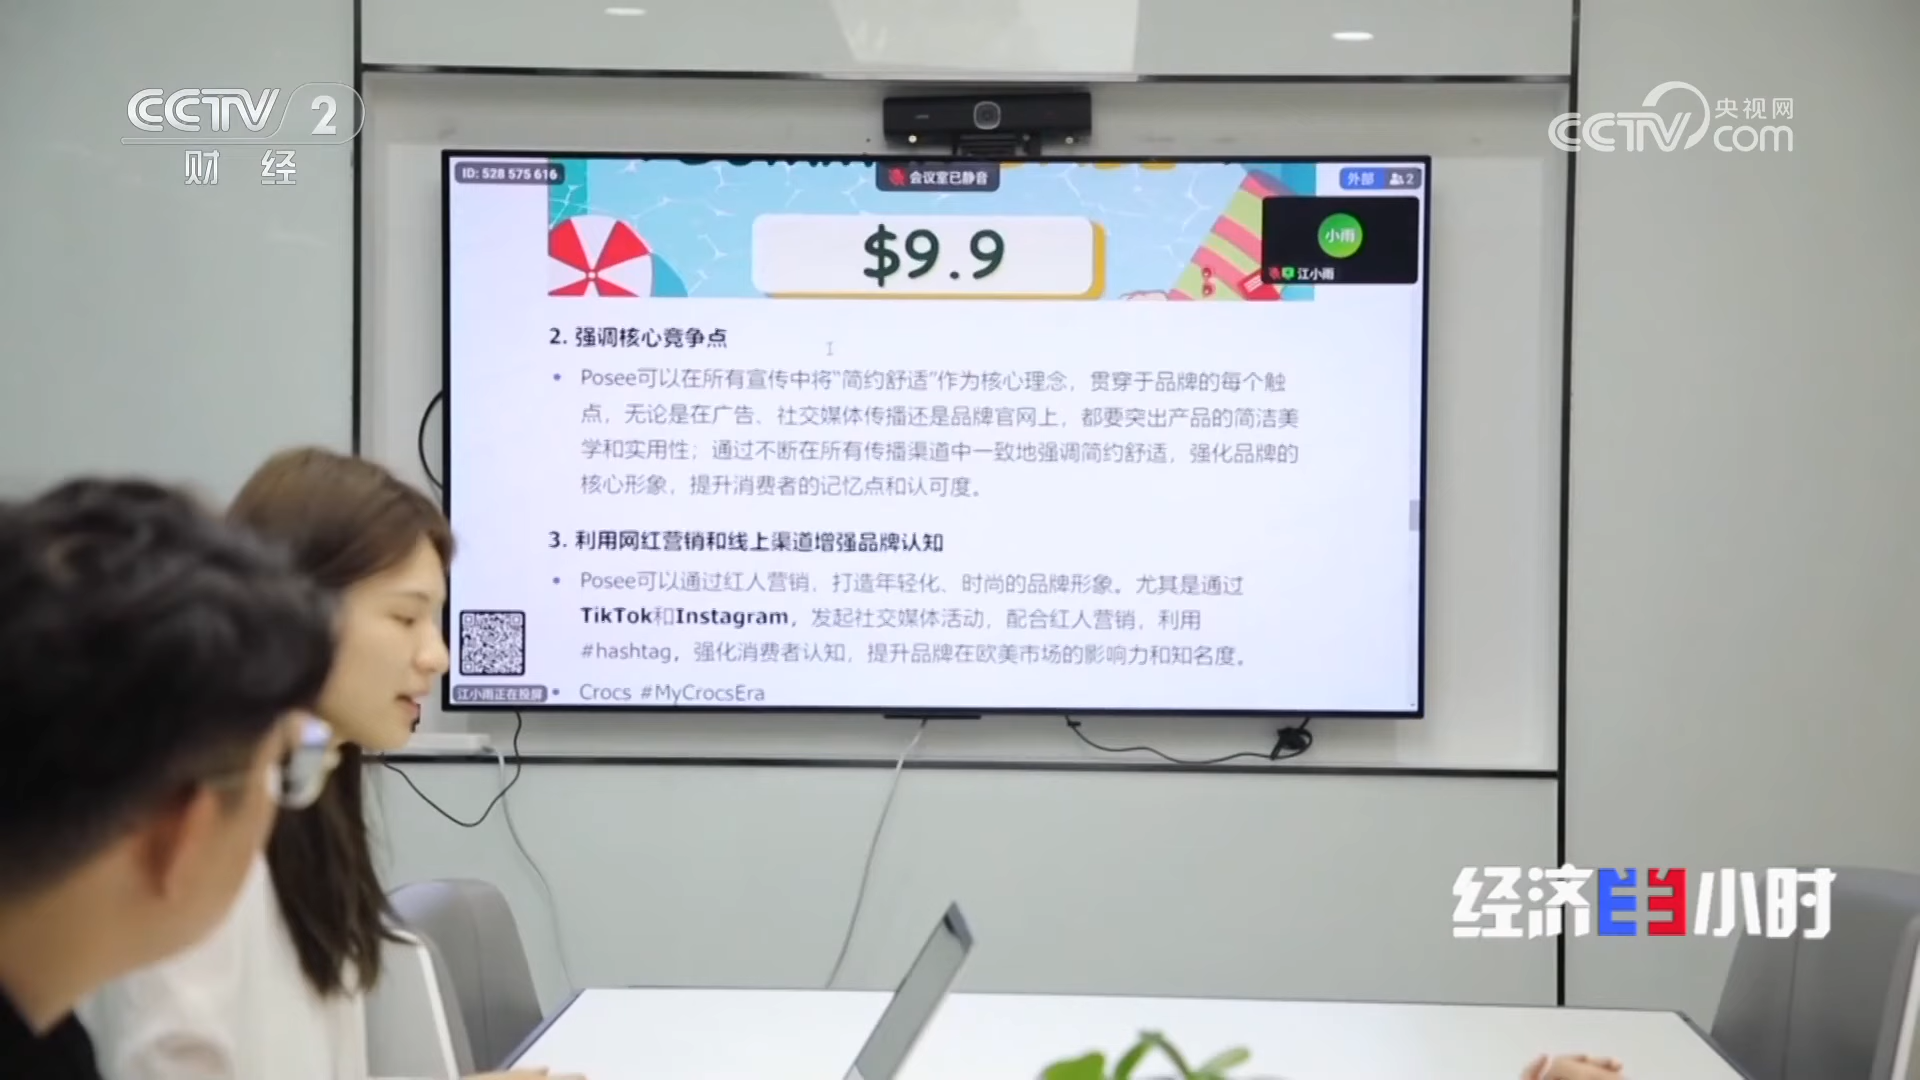 CCTV 2
财经
央视网
CCTV com
ID: 528 575 616
会议室已静音
外部 2
$9.9
小雨
江小雨
2. 强调核心竞争点
• Posee可以在所有宣传中将“简约舒适”作为核心理念，贯穿于品牌的每个触
点，无论是在广告、社交媒体传播还是品牌官网上，都要突出产品的简洁美
学和实用性；通过不断在所有传播渠道中一致地强调简约舒适，强化品牌的
核心形象，提升消费者的记忆点和认可度。
3. 利用网红营销和线上渠道增强品牌认知
• Posee可以通过红人营销，打造年轻化、时尚的品牌形象。尤其是通过
TikTok和Instagram，发起社交媒体活动，配合红人营销，利用
#hashtag，强化消费者认知，提升品牌在欧美市场的影响力和知名度。
江小雨正在投屏
• Crocs #MyCrocsEra
经济半小时